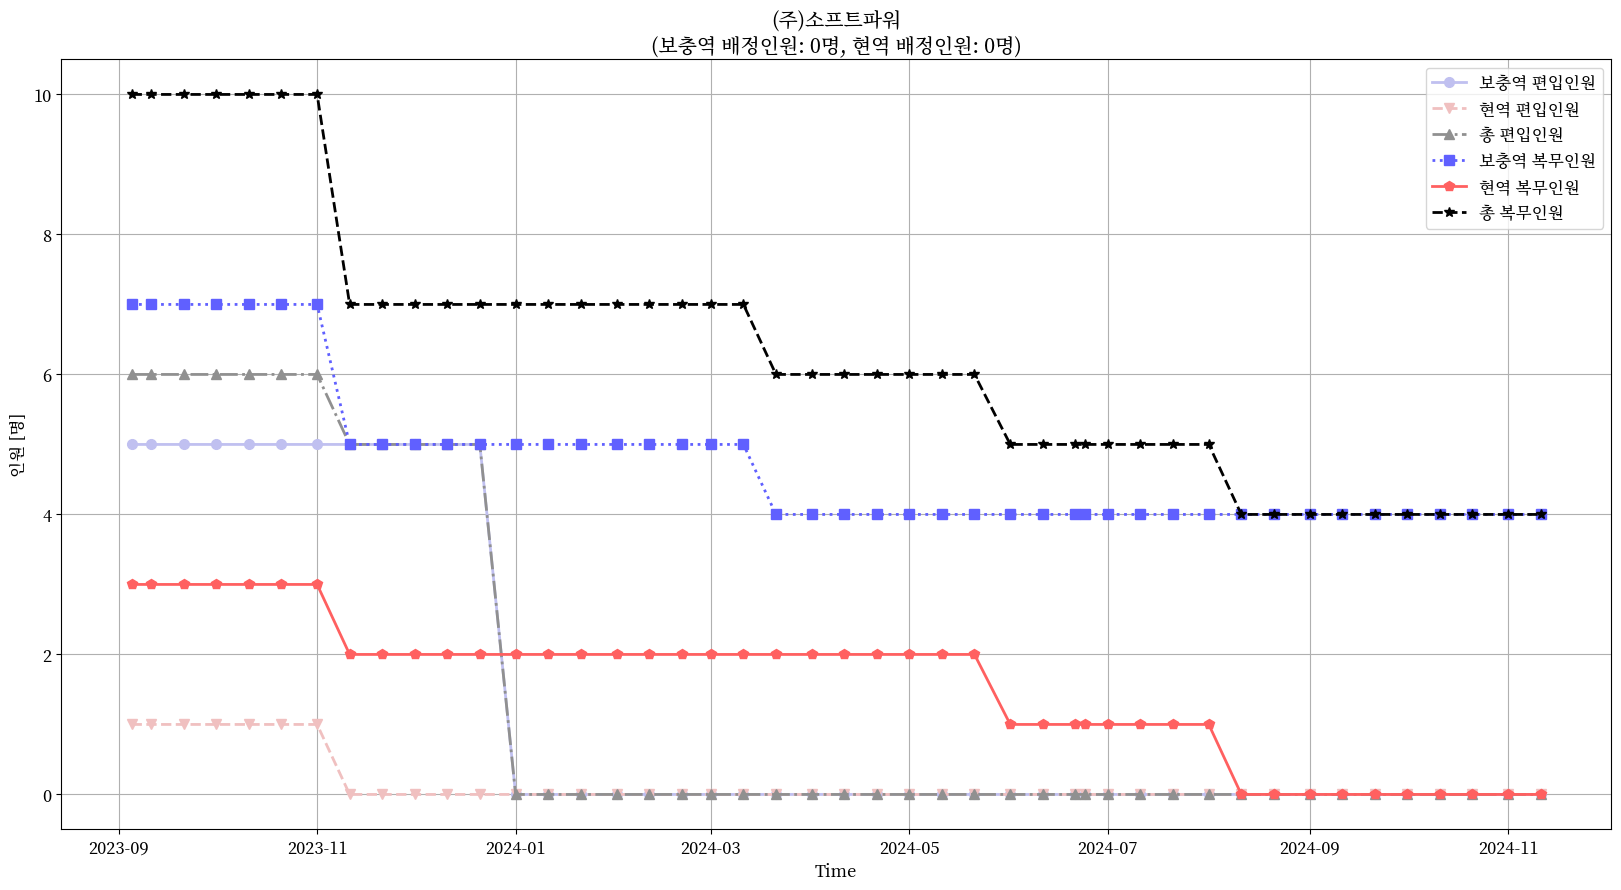 (주)소프트파워
(보충역 배정인원: 0명, 현역 배정인원: 0명)
보충역 편입인원
현역 편입인원
총 편입인원
보충역 복무인원
현역 복무인원
총 복무인원
인원 [명]
10
8
6
4
2
0
2023-09
2023-11
2024-01
2024-03
2024-05
2024-07
2024-09
2024-11
Time